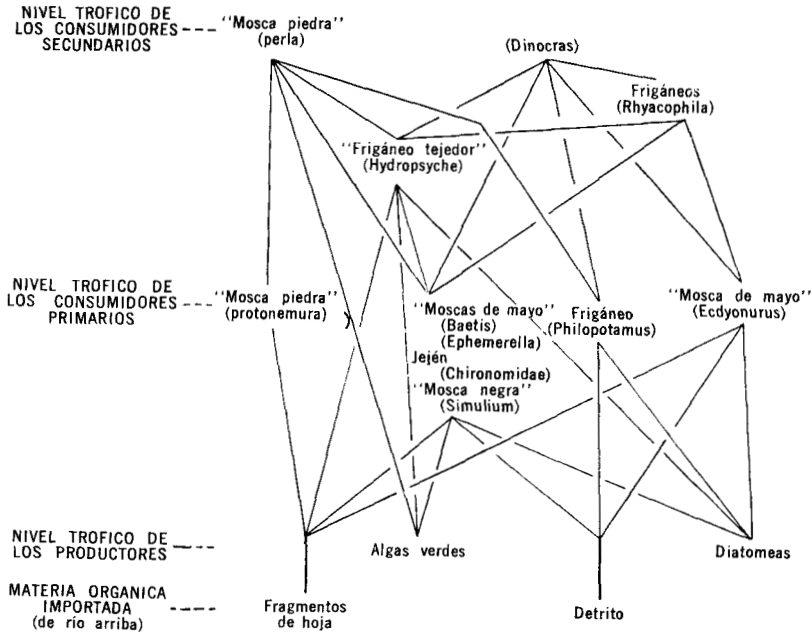 NIVEL TROFICO DE
LOS CONSUMIDORES
SECUNDARIOS
"Mosca piedra"
(perla)
(Dinocras)
Frigáneos
(Rhyacophila)
"Frigáneo tejedor"
(Hydropsyche)
NIVEL TROFICO DE
LOS CONSUMIDORES
PRIMARIOS
"Mosca piedra"
(protonemura)
"Moscas de mayo"
(Baetis)
(Ephemerella)
Jején
(Chironomidae)
"Mosca negra"
(Simulium)
Frigáneo
(Philopotamus)
"Mosca de mayo"
(Ecdyonurus)
NIVEL TROFICO DE
LOS PRODUCTORES
Algas verdes
Diatomeas
MATERIA ORGANICA
IMPORTADA
(de río arriba)
Fragmentos
de hoja
Detrito